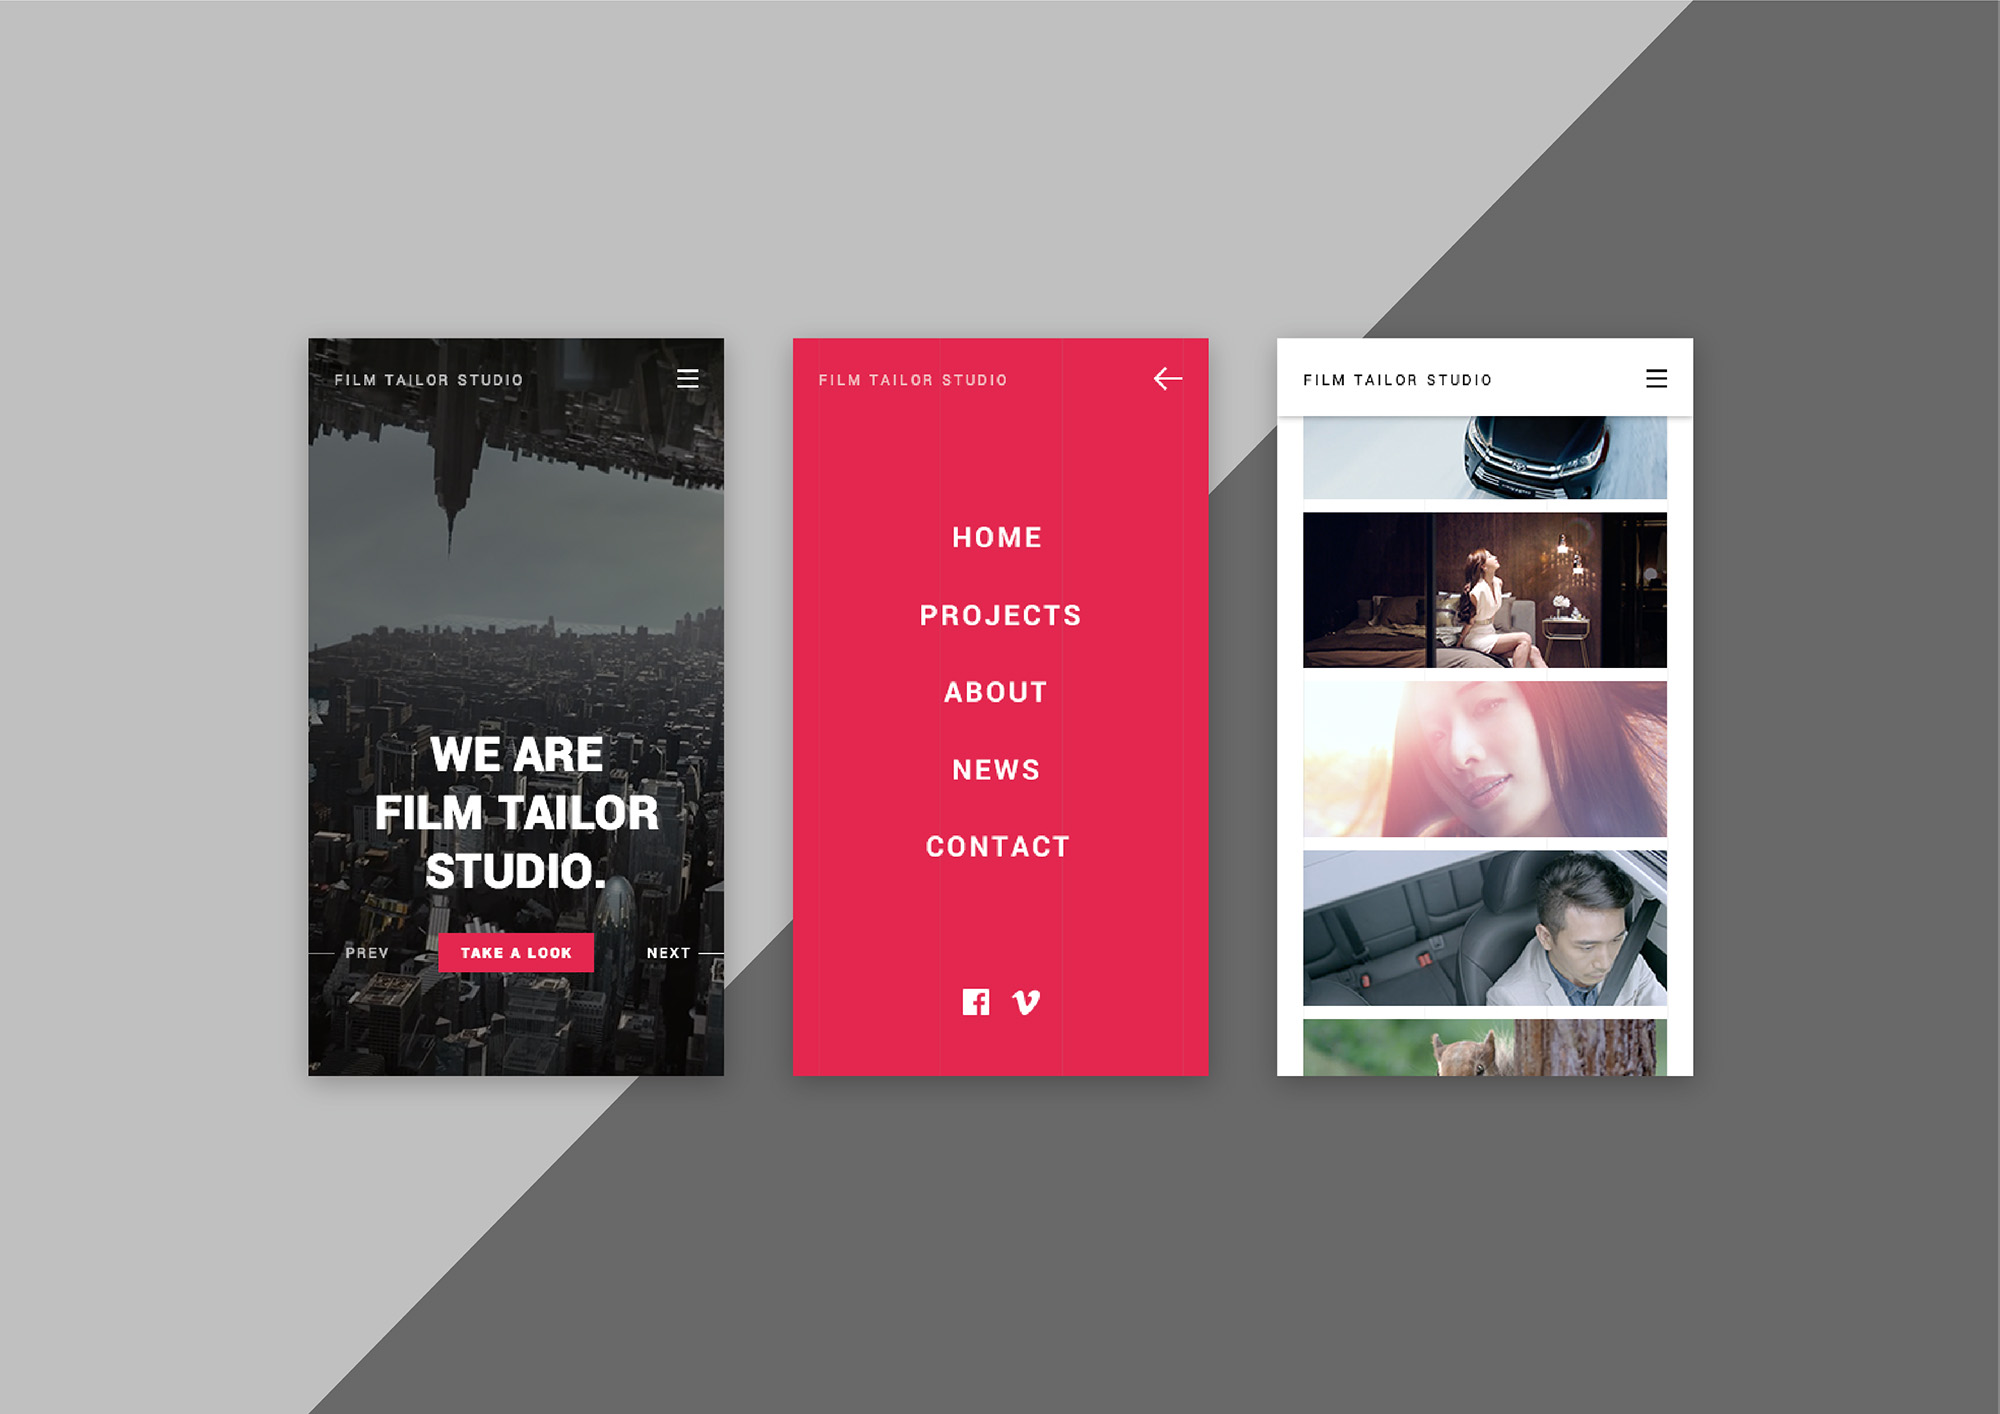 FILM TAILOR STUDIO
WE ARE
FILM TAILOR
STUDIO.
PREV
TAKE A LOOK
NEXT
FILM TAILOR STUDIO
HOME
PROJECTS
ABOUT
NEWS
CONTACT
FILM TAILOR STUDIO